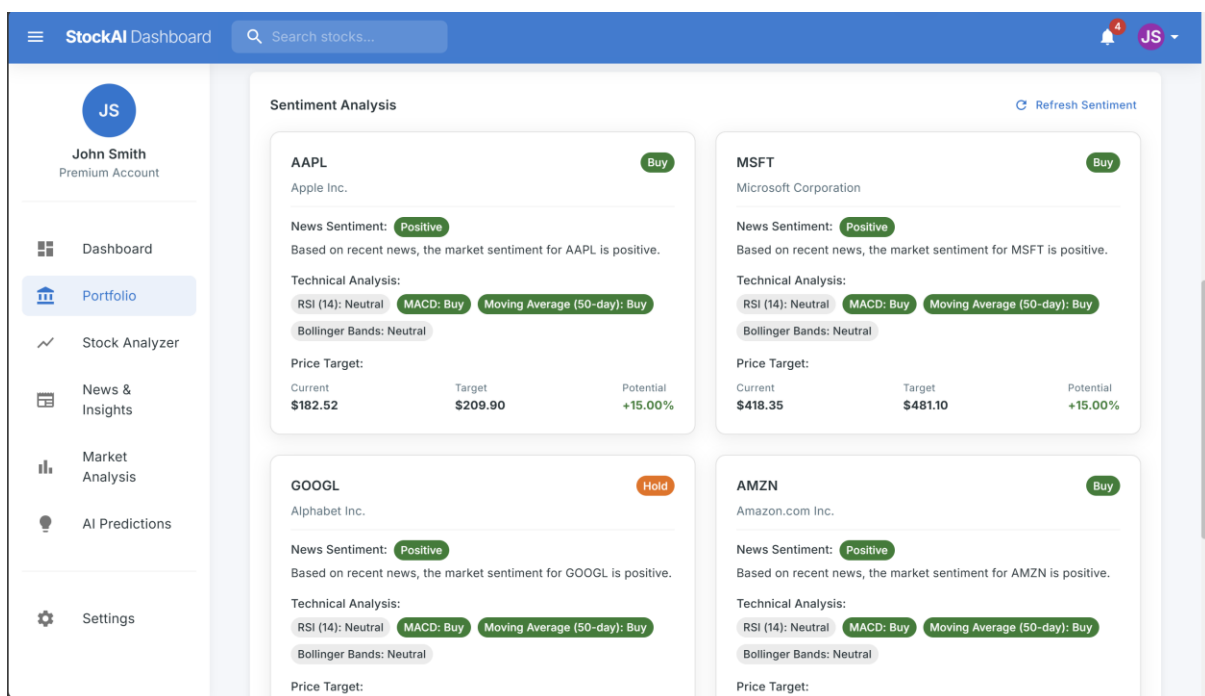 StockAI Dashboard
Search stocks...
4
JS
JS
John Smith
Premium Account
Dashboard
Portfolio
Stock Analyzer
News &
Insights
Market
Analysis
AI Predictions
Settings
Sentiment Analysis
Refresh Sentiment
AAPL
Buy
Apple Inc.
News Sentiment: Positive
Based on recent news, the market sentiment for AAPL is positive.
Technical Analysis:
RSI (14): Neutral MACD: Buy Moving Average (50-day): Buy
Bollinger Bands: Neutral
Price Target:
Current Target Potential
$182.52 $209.90 +15.00%
MSFT
Buy
Microsoft Corporation
News Sentiment: Positive
Based on recent news, the market sentiment for MSFT is positive.
Technical Analysis:
RSI (14): Neutral MACD: Buy Moving Average (50-day): Buy
Bollinger Bands: Neutral
Price Target:
Current Target Potential
$418.35 $481.10 +15.00%
GOOGL
Hold
Alphabet Inc.
News Sentiment: Positive
Based on recent news, the market sentiment for GOOGL is positive.
Technical Analysis:
RSI (14): Neutral MACD: Buy Moving Average (50-day): Buy
Bollinger Bands: Neutral
Price Target:
AMZN
Buy
Amazon.com Inc.
News Sentiment: Positive
Based on recent news, the market sentiment for AMZN is positive.
Technical Analysis:
RSI (14): Neutral MACD: Buy Moving Average (50-day): Buy
Bollinger Bands: Neutral
Price Target: